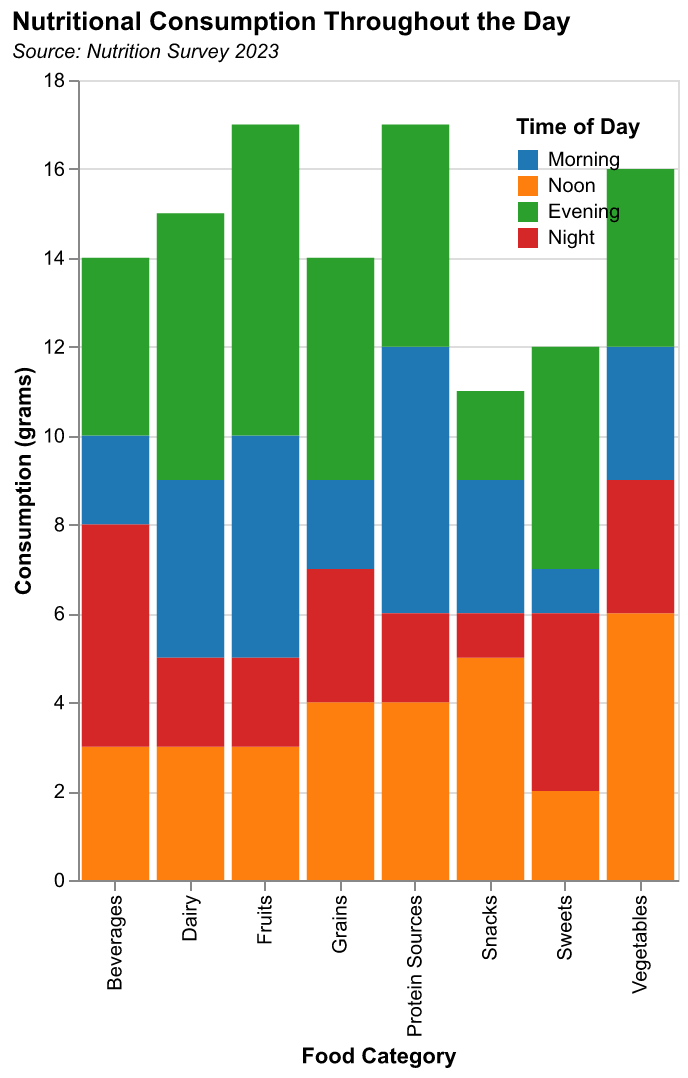 Nutritional Consumption Throughout the Day
Source: Nutrition Survey 2023
Time of Day
Morning
Noon
Evening
Night
Consumption (grams)
18
16
14
12
10
8
6
4
2
0
Beverages
Dairy
Fruits
Grains
Protein Sources
Snacks
Sweets
Vegetables
Food Category